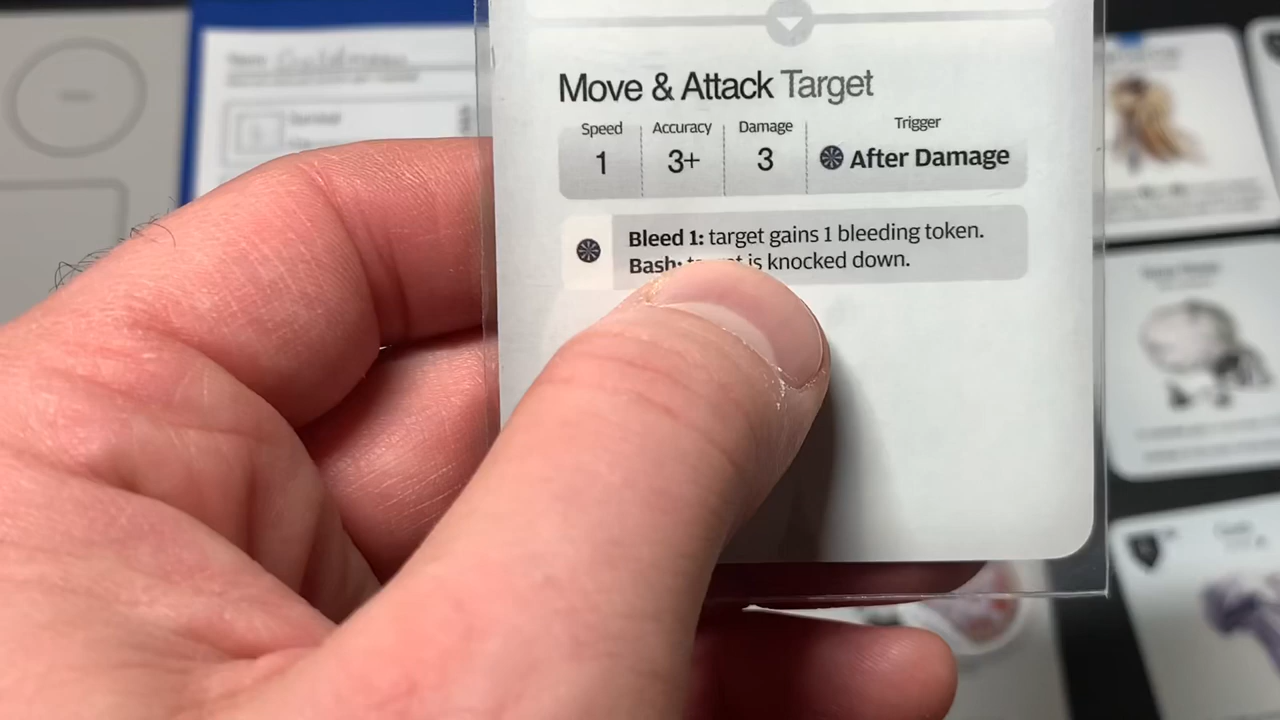 Move & Attack Target
Speed Accuracy Damage Trigger
1 3+ 3 After Damage
Bleed 1: target gains 1 bleeding token.
Bash: is knocked down.